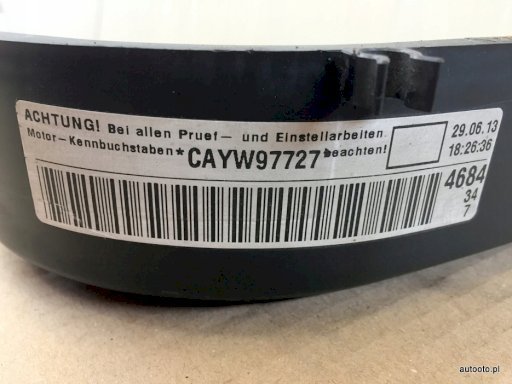 ACHTUNG! Bei allen Pruef- und Einstellarbeiten
Motor-Kennbuchstaben*CAYW97727*beachten!
29.06.13
18:26:36
4684
34
7
autooto.pl